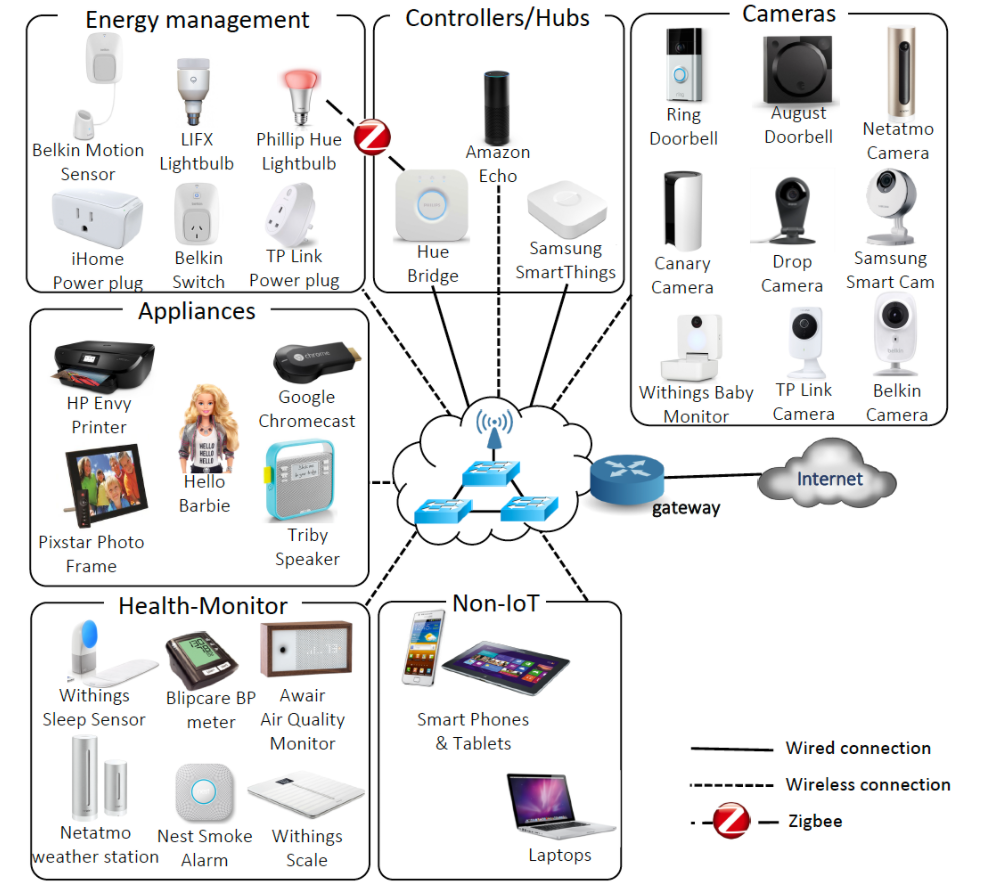 Energy management
Belkin Motion
Sensor
LIFX
Lightbulb
Phillip Hue
Lightbulb
iHome
Power plug
Belkin
Switch
TP Link
Power plug
Z
Controllers/Hubs
Amazon
Echo
Hue
Bridge
Samsung
SmartThings
Cameras
Ring
Doorbell
August
Doorbell
Netatmo
Camera
Canary
Camera
Drop
Camera
Samsung
Smart Cam
Withings Baby
Monitor
TP Link
Camera
Belkin
Camera
Appliances
HP Envy
Printer
chrome
Google
Chromecast
HELLO
HELLO
HELLO
Hello
Barbie
Pixstar Photo
Frame
Triby
Speaker
gateway
Internet
Health-Monitor
Withings
Sleep Sensor
Blipcare BP
meter
Awair
Air Quality
Monitor
Netatmo
weather station
Nest Smoke
Alarm
Withings
Scale
Non-IoT
Smart Phones
& Tablets
Laptops
Wired connection
Wireless connection
Z
Zigbee